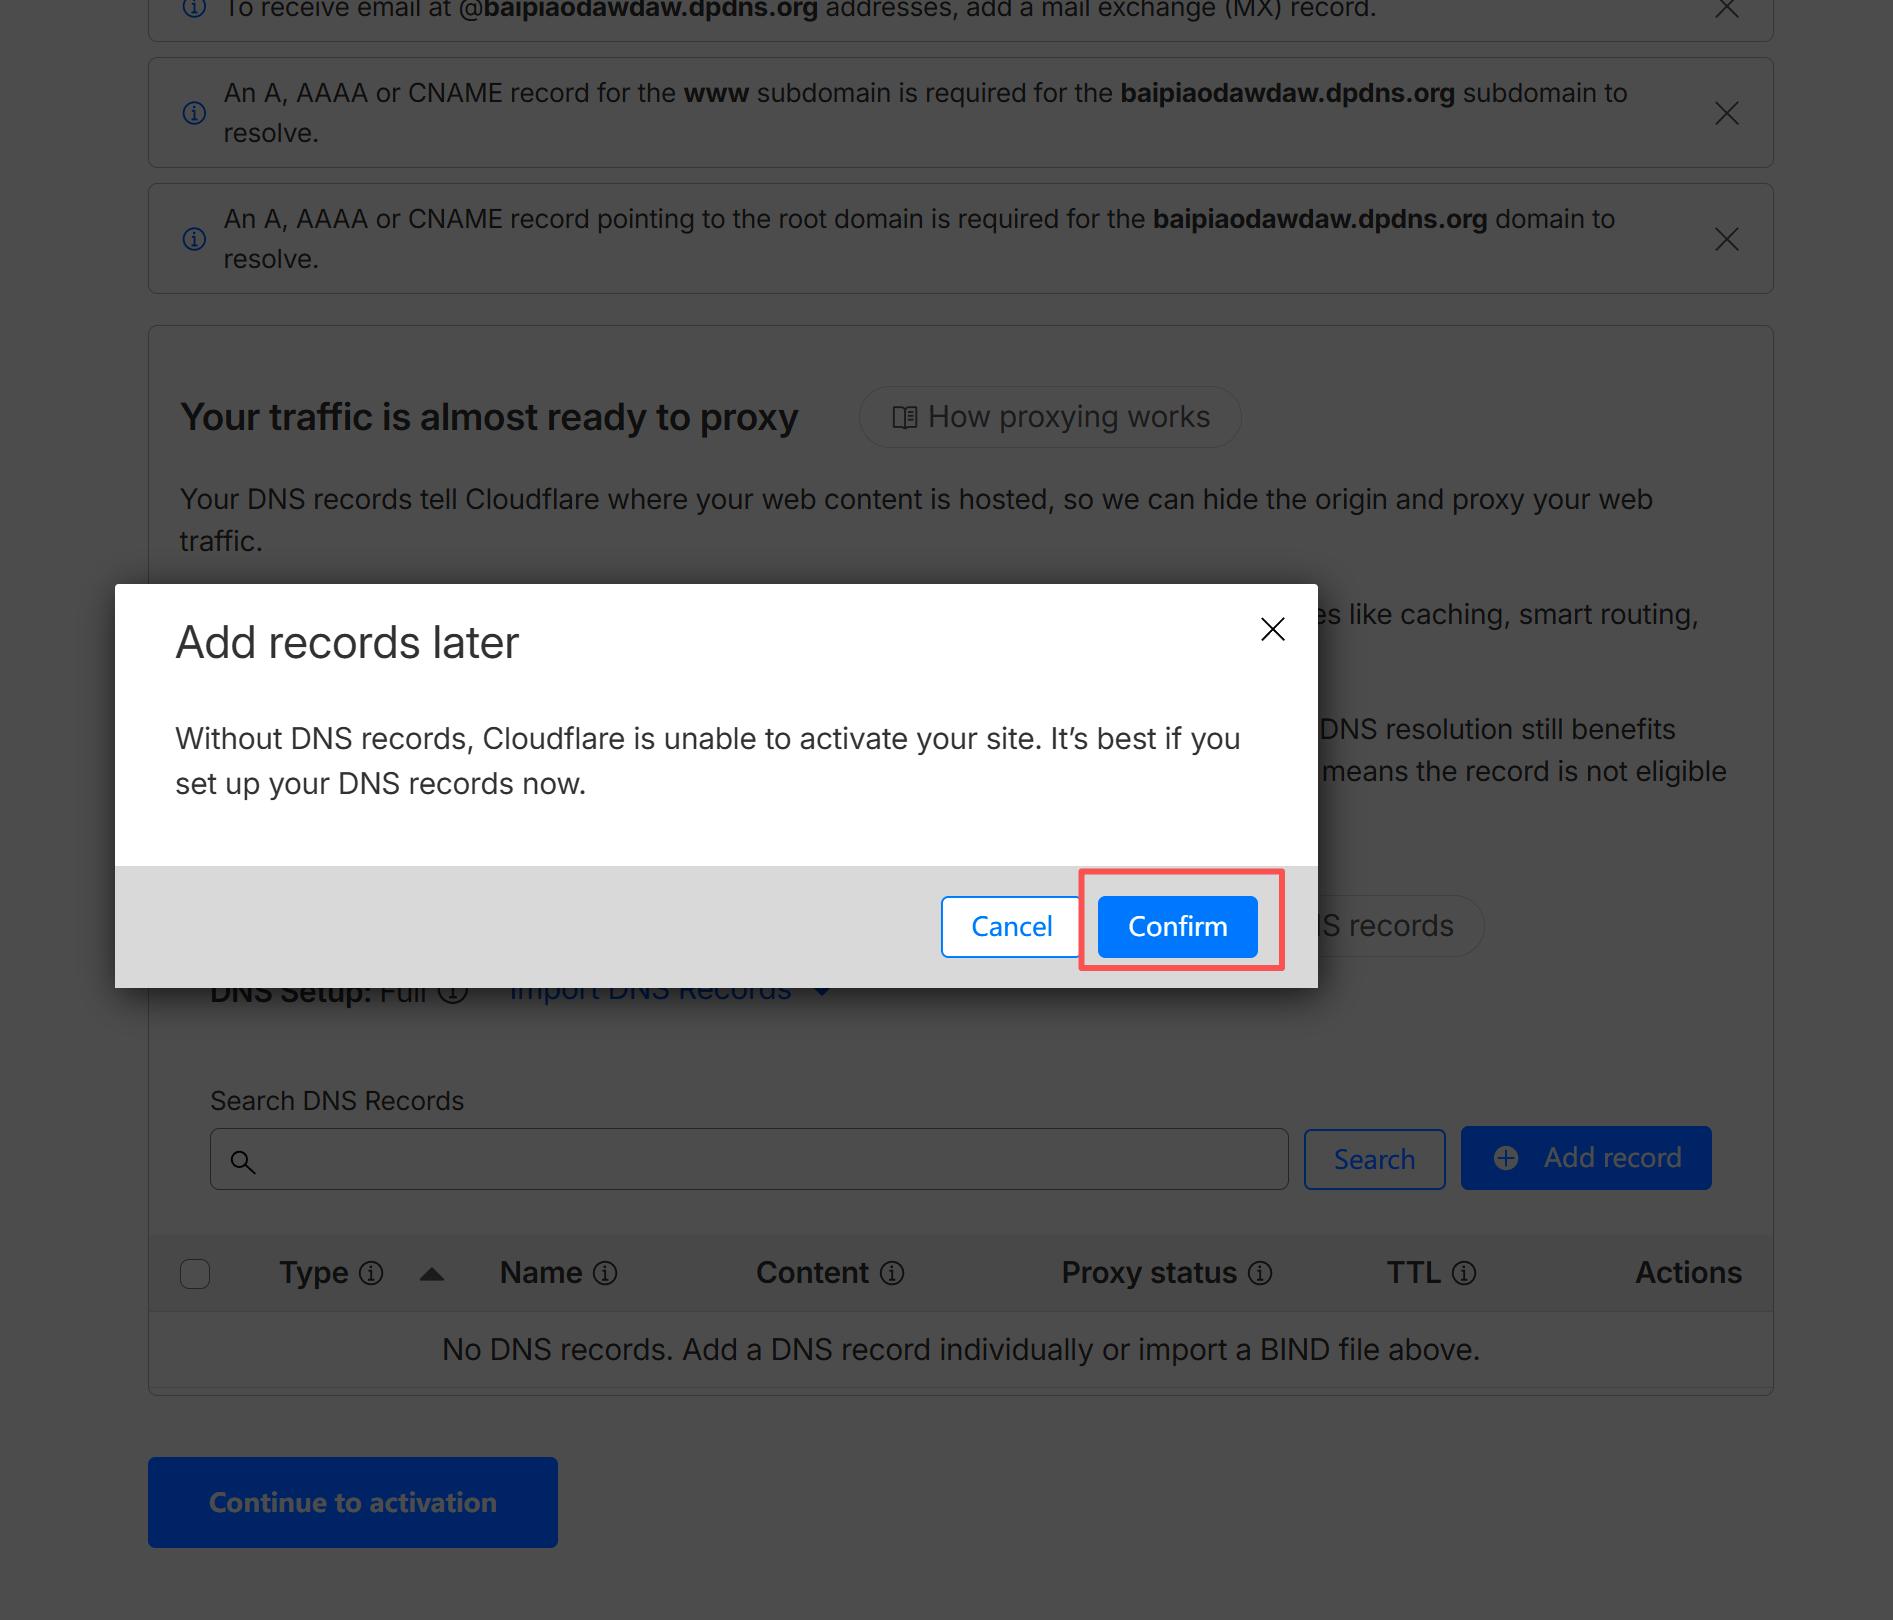 To receive email at @baipiaodawdaw.dpdns.org addresses, add a mail exchange (MX) record.
An A, AAAA or CNAME record for the www subdomain is required for the baipiaodawdaw.dpdns.org subdomain to
resolve.
An A, AAAA or CNAME record pointing to the root domain is required for the baipiaodawdaw.dpdns.org domain to
resolve.
Your traffic is almost ready to proxy
How proxying works
Your DNS records tell Cloudflare where your web content is hosted, so we can hide the origin and proxy your web
traffic.
es like caching, smart routing,
Add records later
DNS resolution still benefits
Without DNS records, Cloudflare is unable to activate your site. It's best if you
means the record is not eligible
set up your DNS records now.
Cancel
Confirm
S records
DNS Setup: Full
Import DNS Records
Search DNS Records
Search
Add record
Type
Name
Content
Proxy status
TTL
Actions
No DNS records. Add a DNS record individually or import a BIND file above.
Continue to activation